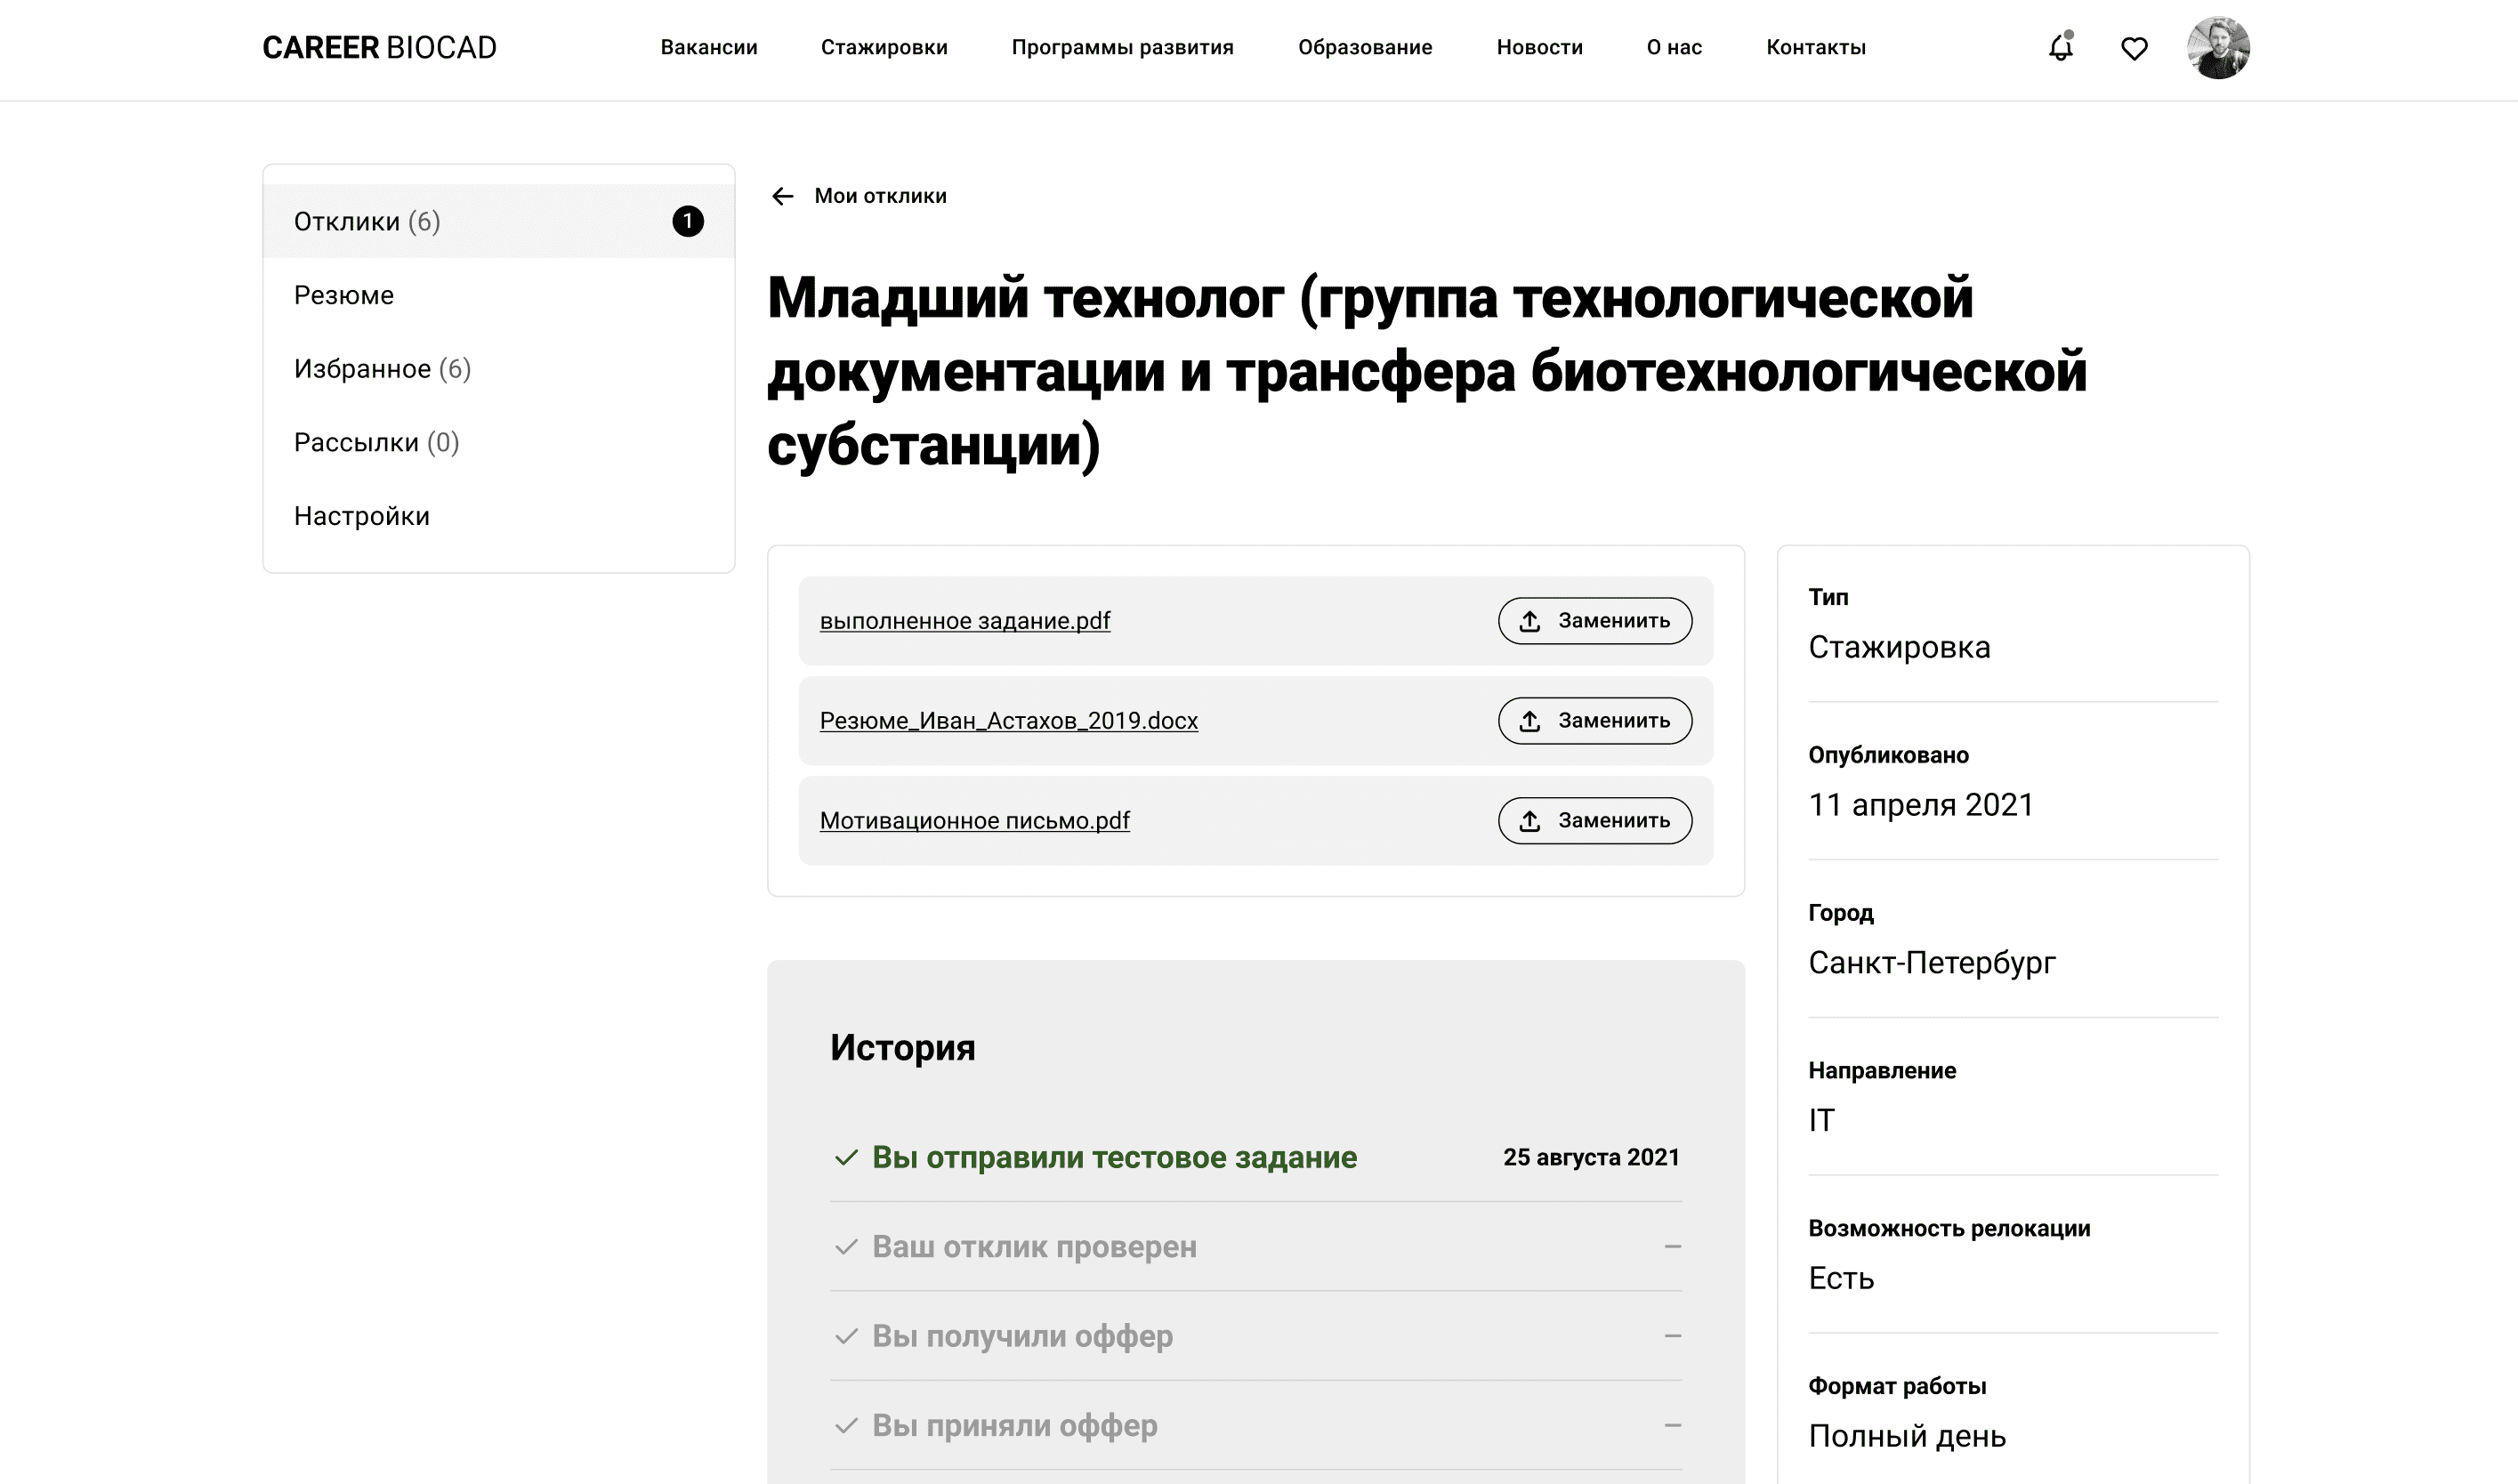 CAREER BIOCAD
Вакансии
Стажировки
Программы развития
Образование
Новости
О нас
Контакты
Отклики (6)
1
Резюме
Избранное (6)
Рассылки (0)
Настройки
Мои отклики
Младший технолог (группа технологической
документации и трансфера биотехнологической
субстанции)
выполненное задание.pdf
Замениить
Резюме_Иван_Астахов_2019.docx
Замениить
Мотивационное письмо.pdf
Замениить
История
Вы отправили тестовое задание
25 августа 2021
Ваш отклик проверен
–
Вы получили оффер
–
Вы приняли оффер
–
Тип
Стажировка
Опубликовано
11 апреля 2021
Город
Санкт-Петербург
Направление
IT
Возможность релокации
Есть
Формат работы
Полный день